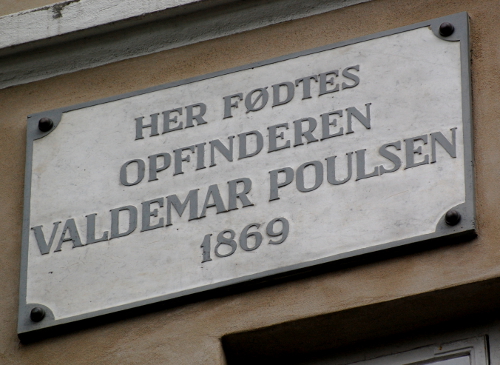 HER FØDTES
OPFINDEREN
VALDEMAR POULSEN
1869